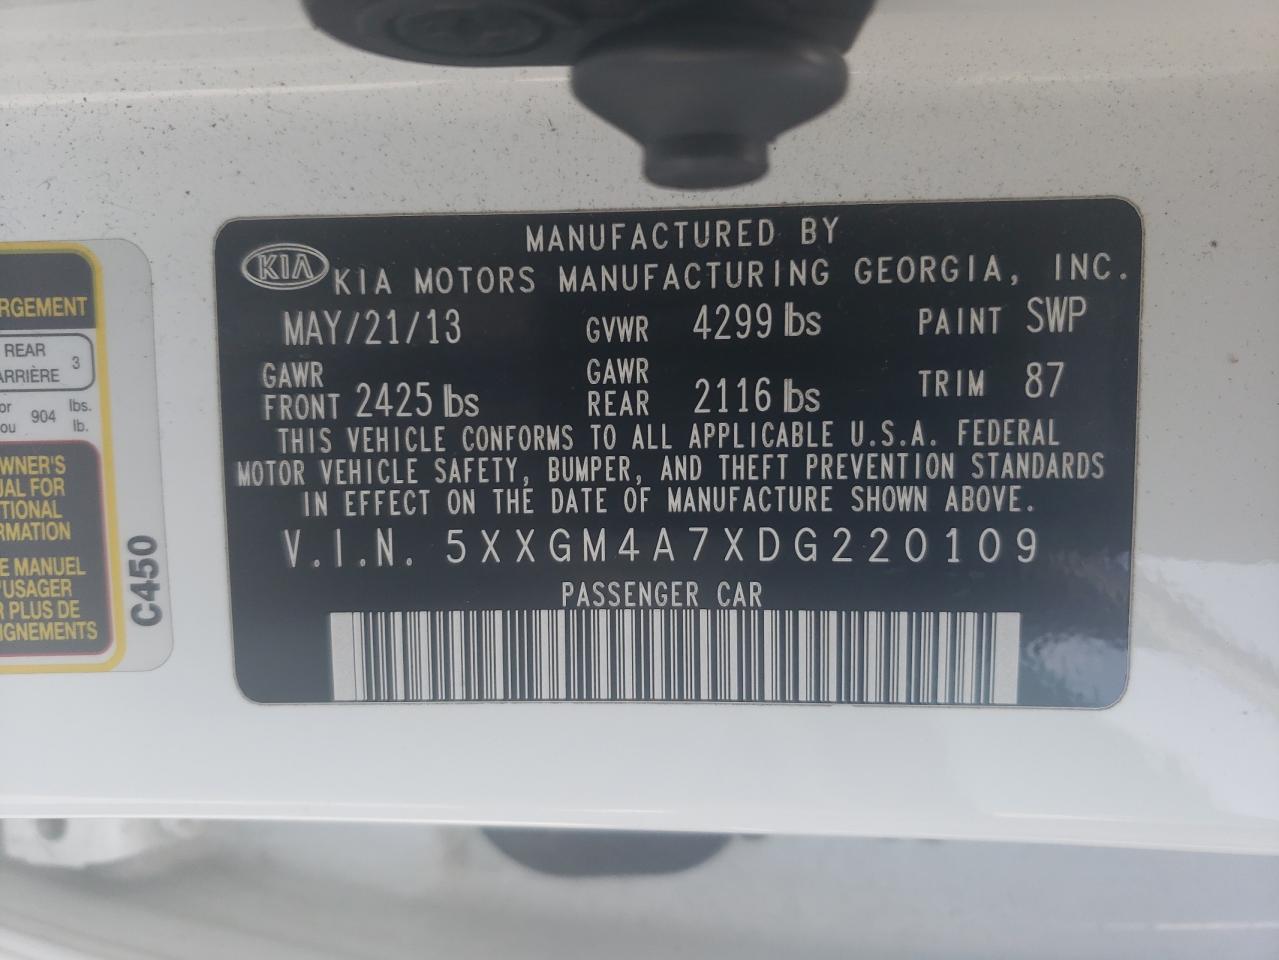 MANUFACTURED BY
KIA KIA MOTORS MANUFACTURING GEORGIA, INC.
MAY/21/13 GVWR 4299 lbs PAINT SWP
GAWR FRONT 2425 lbs GAWR REAR 2116 lbs TRIM 87
THIS VEHICLE CONFORMS TO ALL APPLICABLE U.S.A. FEDERAL
MOTOR VEHICLE SAFETY, BUMPER, AND THEFT PREVENTION STANDARDS
IN EFFECT ON THE DATE OF MANUFACTURE SHOWN ABOVE.
V.I.N. 5XXGM4A7XDG220109
PASSENGER CAR
RGEMENT
REAR 3
ARRIÈRE
or 904 lbs.
ou lb.
WNER'S
UAL FOR
TIONAL
RMATION
E MANUEL
'USAGER
R PLUS DE
IGNEMENTS
C450